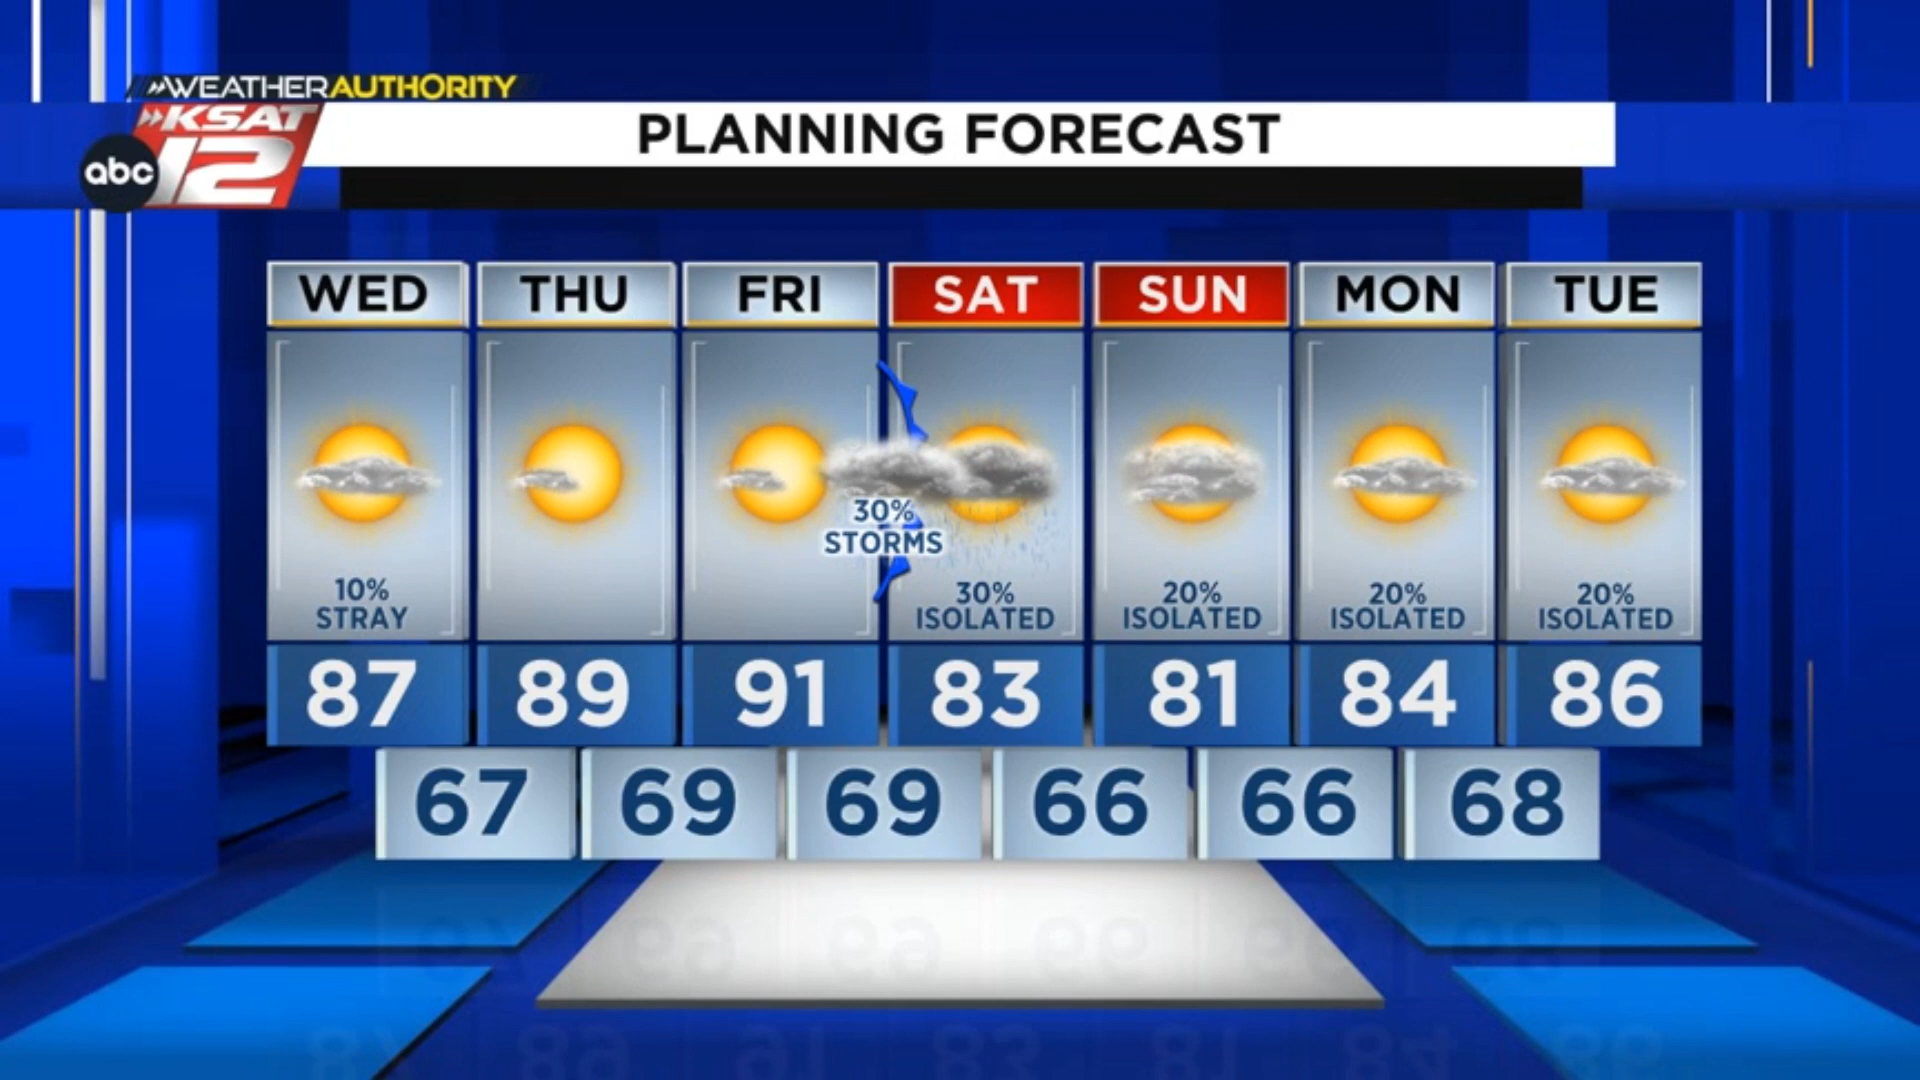 WEATHERAUTHORITY
KSAT
abc 12
PLANNING FORECAST
WED THU FRI SAT SUN MON TUE
30%
STORMS
10% 30% 20% 20% 20%
STRAY ISOLATED ISOLATED ISOLATED ISOLATED
87 89 91 83 81 84 86
67 69 69 66 66 68